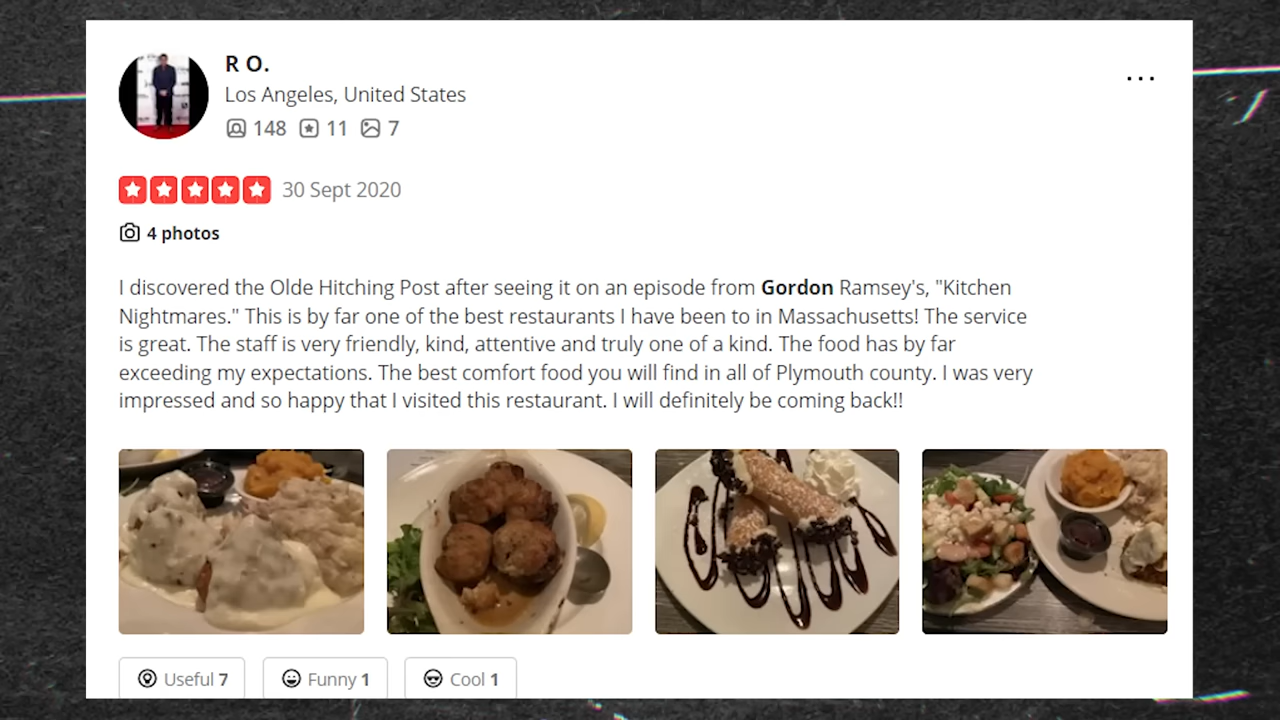 R O.
Los Angeles, United States
148 11 7
30 Sept 2020
4 photos
I discovered the Olde Hitching Post after seeing it on an episode from Gordon Ramsey's, "Kitchen
Nightmares." This is by far one of the best restaurants I have been to in Massachusetts! The service
is great. The staff is very friendly, kind, attentive and truly one of a kind. The food has by far
exceeding my expectations. The best comfort food you will find in all of Plymouth county. I was very
impressed and so happy that I visited this restaurant. I will definitely be coming back!!
Useful 7 Funny 1 Cool 1